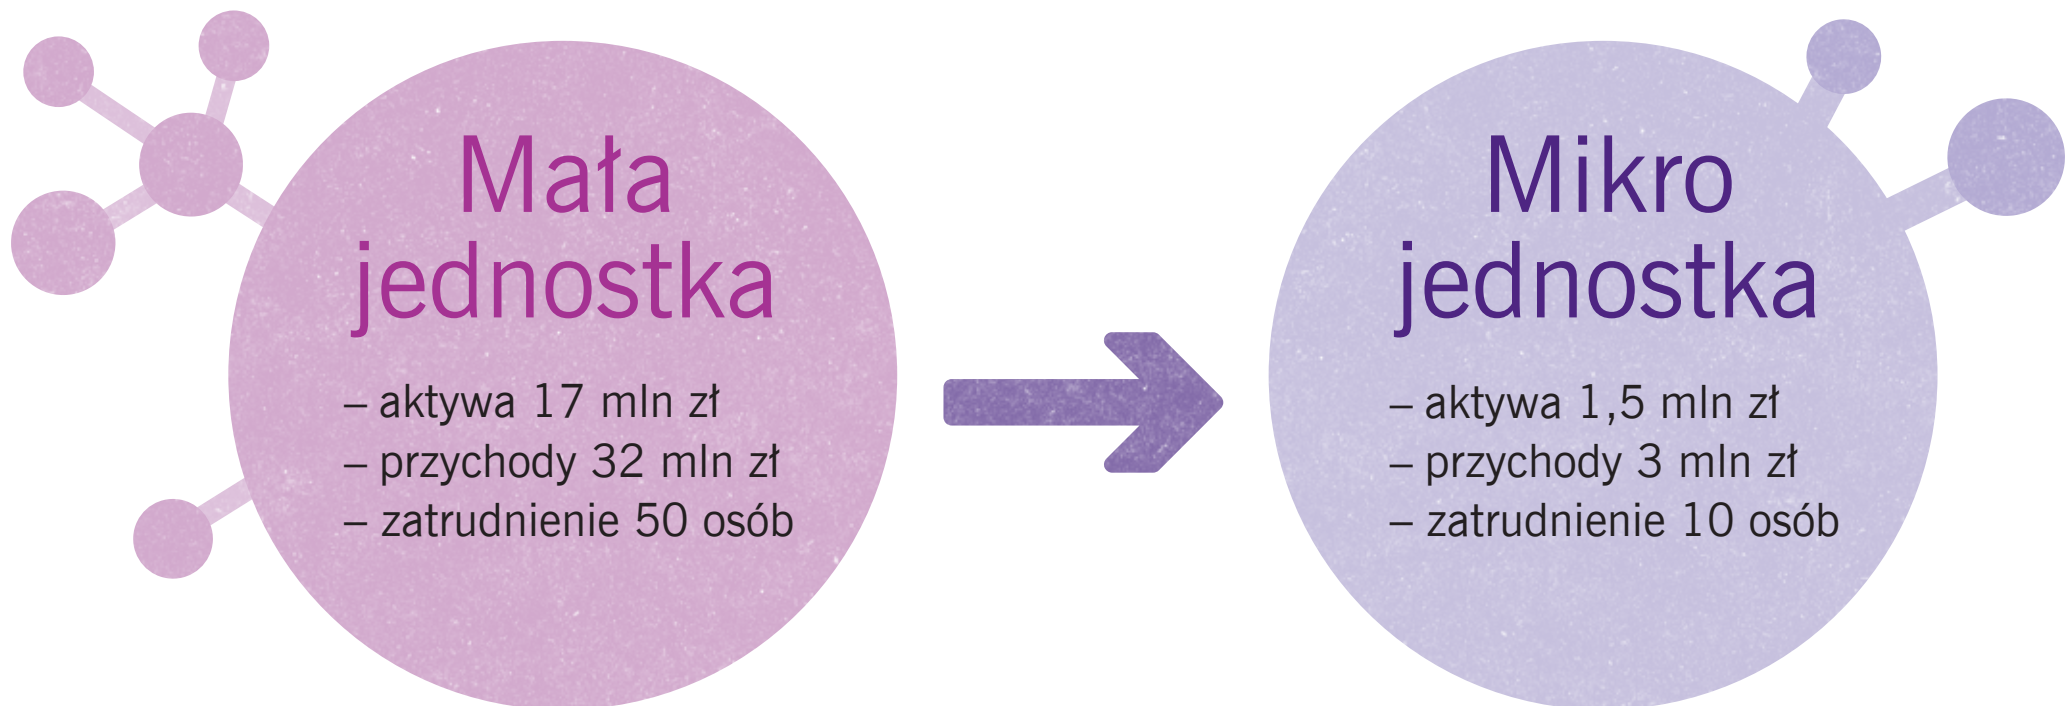 Mała
jednostka
– aktywa 17 mln zł
– przychody 32 mln zł
– zatrudnienie 50 osób
Mikro
jednostka
– aktywa 1,5 mln zł
– przychody 3 mln zł
– zatrudnienie 10 osób